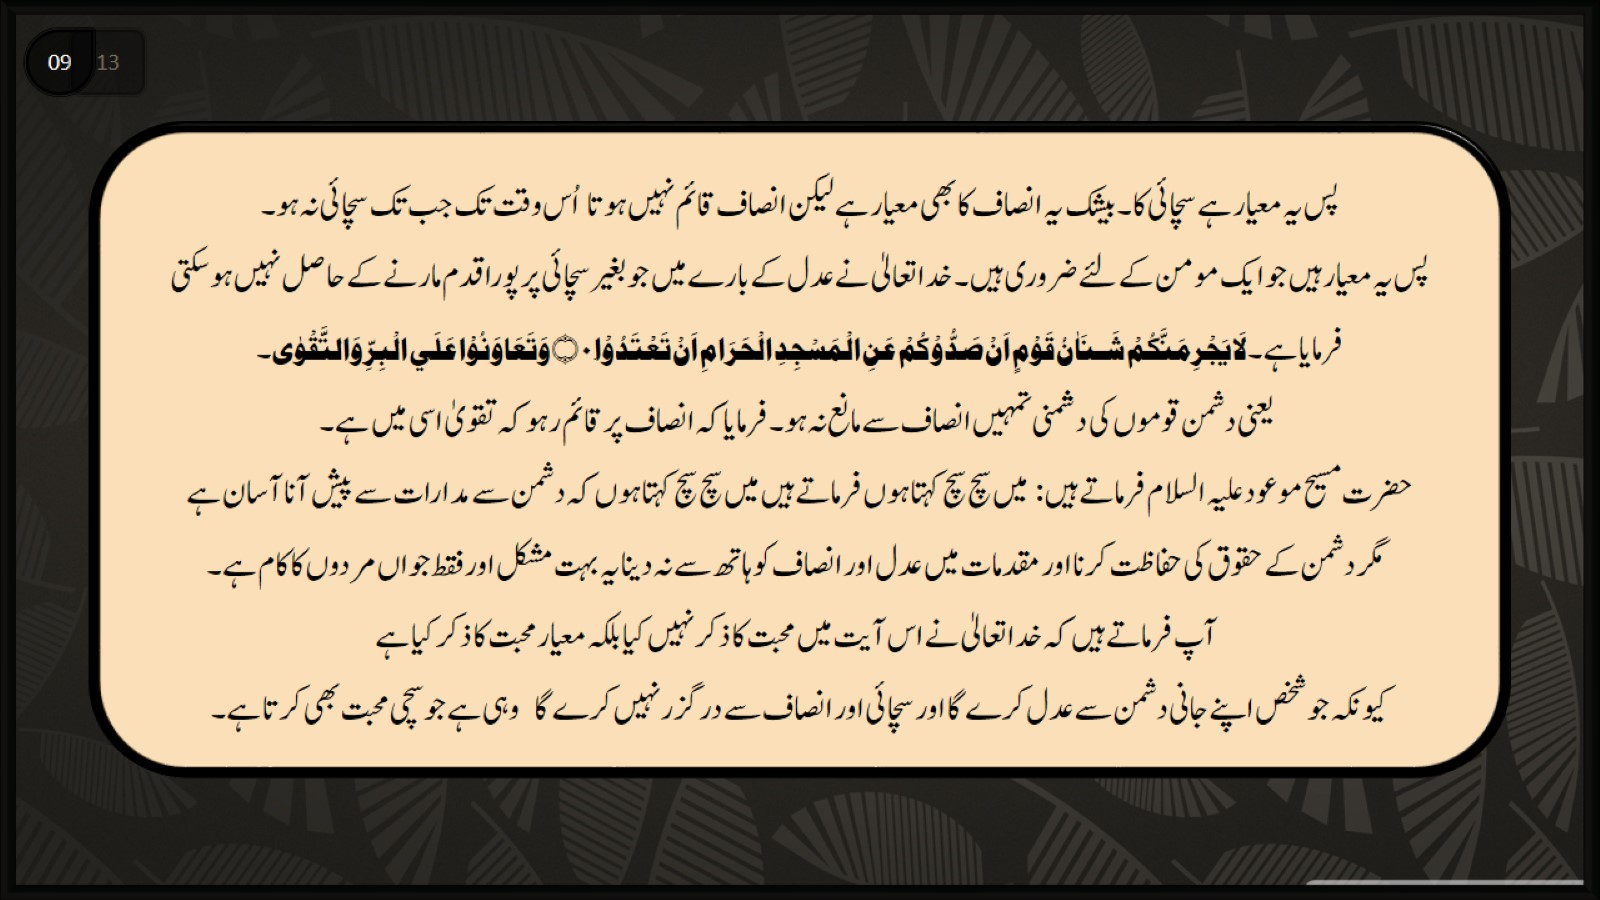 09 13
پس یہ معیار ہے سچائی کا۔ بیشک یہ انصاف کا بھی معیار ہے لیکن انصاف قائم نہیں ہوتا اُس وقت تک جب تک سچائی نہ ہو۔
پس یہ معیار ہیں جو ایک مومن کے لئے ضروری ہیں۔ خدا تعالیٰ نے عدل کے بارے میں جو بغیر سچائی پر پورا قدم مارنے کے حاصل نہیں ہو سکتی
فرمایا ہے۔ لَا يَجْرِمَنَّكُمْ شَـنَاٰنُ قَوْمٍ اَنْ صَدُّوْكُمْ عَنِ الْمَسْجِدِ الْحَرَامِ اَنْ تَعْتَدُوْا ۰۝ وَتَعَاوَنُوْا عَلَي الْبِرِّ وَالتَّقْوٰى ۔
یعنی دشمن قوموں کی دشمنی تمہیں انصاف سے مانع نہ ہو۔ فرمایا کہ انصاف پر قائم رہو کہ تقویٰ اسی میں ہے۔
حضرت مسیح موعود علیہ السلام فرماتے ہیں: میں سچ سچ کہتا ہوں فرماتے ہیں میں سچ سچ کہتا ہوں کہ دشمن سے مدارات سے پیش آنا آسان ہے
مگر دشمن کے حقوق کی حفاظت کرنا اور مقدمات میں عدل اور انصاف کو ہاتھ سے نہ دینا یہ بہت مشکل اور فقط جواں مردوں کا کام ہے۔
آپ فرماتے ہیں کہ خدا تعالیٰ نے اس آیت میں محبت کا ذکر نہیں کیا بلکہ معیار محبت کا ذکر کیا ہے
کیونکہ جو شخص اپنے جانی دشمن سے عدل کرے گا اور سچائی اور انصاف سے درگزر نہیں کرے گا وہی ہے جو سچی محبت بھی کرتا ہے۔